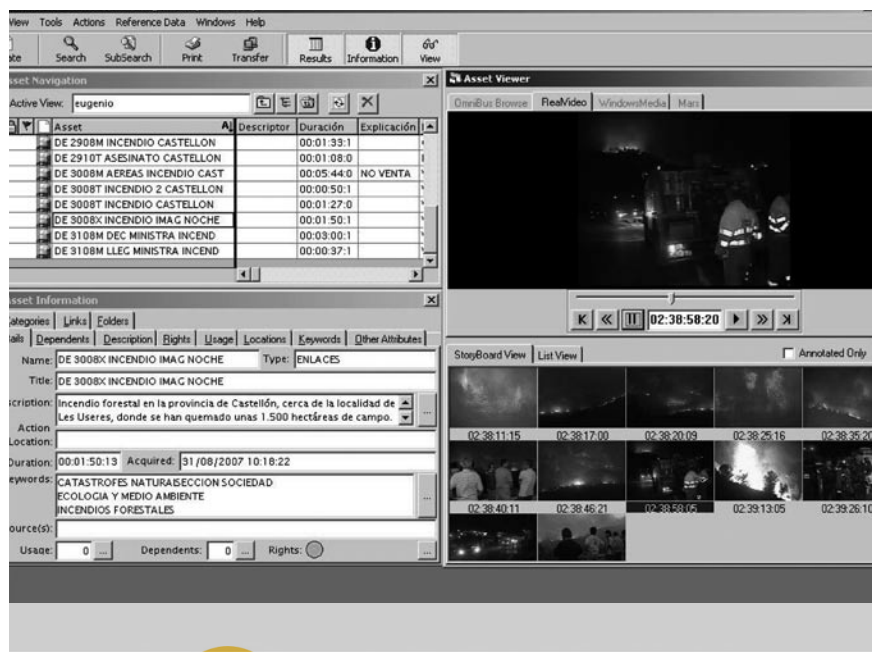 View Tools Actions Reference Data Windows Help
Search SubSearch Print Transfer Results Information View
Asset Navigation
Active View: eugenio
Asset Descriptor Duración Explicación
DE 2908M INCENDIO CASTELLON 00:01:33:1
DE 2910T ASESINATO CASTELLON 00:01:08:0
DE 3008M AEREAS INCENDIO CAST 00:05:44:0 NO VENTA
DE 3008T INCENDIO 2 CASTELLON 00:00:50:1
DE 3008T INCENDIO CASTELLON 00:01:27:0
DE 3008X INCENDIO IMAG NOCHE 00:01:50:1
DE 3108M DEC MINISTRA INCEND 00:03:00:1
DE 3108M LLEG MINISTRA INCEND 00:00:37:1
Asset Information
Categories Links Folders
ails Dependents Description Rights Usage Locations Keywords Other Attributes
Name: DE 3008X INCENDIO IMAG NOCHE Type: ENLACES
Title: DE 3008X INCENDIO IMAG NOCHE
scription: Incendio forestal en la provincia de Castellón, cerca de la localidad de
Les Useres, donde se han quemado unas 1.500 hectáreas de campo.
Action
Location:
Duration: 00:01:50:13 Acquired: 31/08/2007 10:18:22
eywords: CATASTROFES NATURAlSECCION SOCIEDAD
ECOLOGIA Y MEDIO AMBIENTE
INCENDIOS FORESTALES
ource(s):
Usage: 0 ... Dependents: 0 ... Rights: ...
Asset Viewer
OmniBus Browse RealVideo WindowsMedia Mars
02:38:58:20
StoryBoard View List View Annotated Only
02:38:11:15 02:38:17:00 02:38:20:09 02:38:25:16 02:38:35:20
02:38:40:11 02:38:46:21 02:38:58:05 02:39:13:05 02:39:26:10